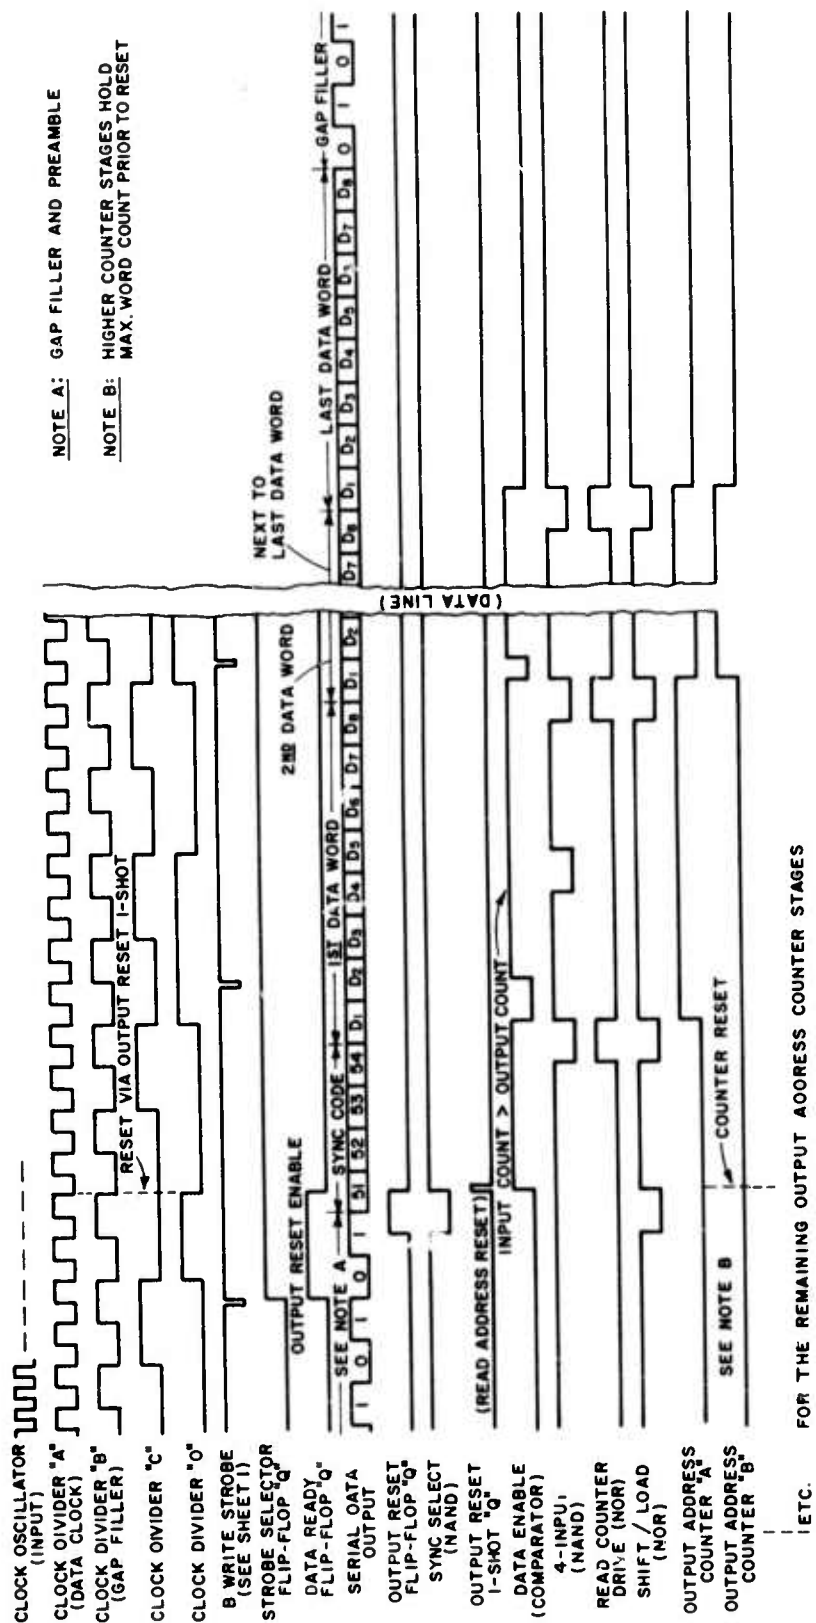 NOTE A: GAP FILLER AND PREAMBLE
NOTE B: HIGHER COUNTER STAGES HOLD
MAX. WORD COUNT PRIOR TO RESET
CLOCK OSCILLATOR
(INPUT)
CLOCK OIVIDER "A"
(DATA CLOCK)
CLOCK DIVIDER "B"
(GAP FILLER)
RESET VIA OUTPUT RESET I-SHOT
CLOCK OIVIDER "C"
CLOCK DIVIDER "O"
B WRITE STROBE
(SEE SHEET 1)
STROBE SELECTOR
FLIP-FLOP "Q"
OUTPUT RESET ENABLE
DATA READY
FLIP-FLOP "Q"
SEE NOTE A
SYNC CODE
1ST DATA WORD
2ND DATA WORD
NEXT TO
LAST DATA WORD
LAST DATA WORD
GAP FILLER
SERIAL OATA
OUTPUT
1 0 1 0 1 S1 S2 S3 S4 D1 D2 D3 D4 D5 D6 D7 D8 D1 D2
D7 D8 D1 D2 D3 D4 D5 D7 D8 0 1 0 1
(DATA LINE)
OUTPUT RESET
FLIP-FLOP "Q"
SYNC SELECT
(NAND)
OUTPUT RESET
I-SHOT "Q"
(READ ADDRESS RESET)
INPUT COUNT > OUTPUT COUNT
DATA ENABLE
(COMPARATOR)
4-INPUT
(NAND)
READ COUNTER
DRIVE (NOR)
SHIFT / LOAD
(NOR)
OUTPUT ADDRESS
COUNTER "A"
OUTPUT ADDRESS
COUNTER "B"
SEE NOTE B
COUNTER RESET
ETC. FOR THE REMAINING OUTPUT AOORESS COUNTER STAGES